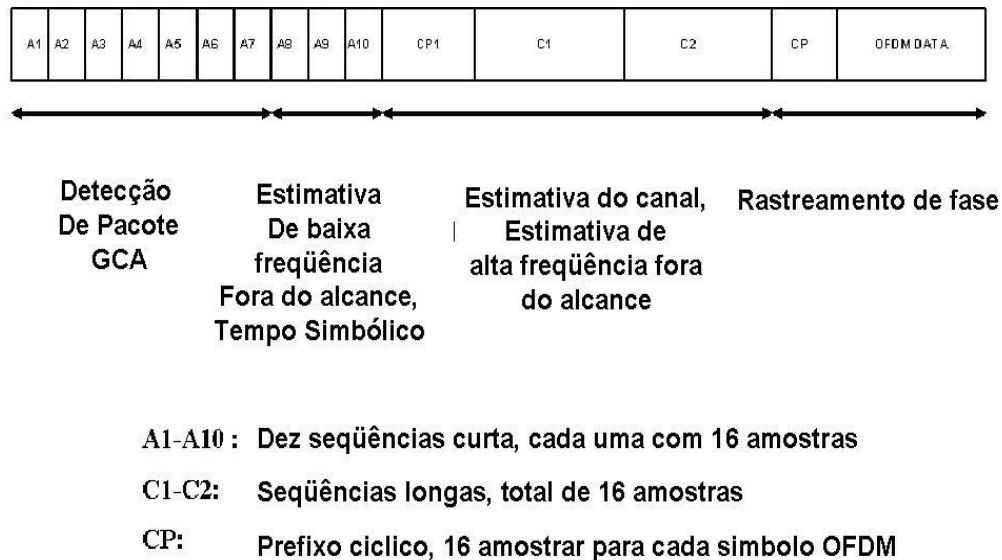 A1 A2 A3 A4 A5 A6 A7 A8 A9 A10 CP1 C1 C2 CP OFDM DATA
Detecção
De Pacote
GCA
Estimativa
De baixa
freqüência
Fora do alcance,
Tempo Simbólico
Estimativa do canal,
Estimativa de
alta freqüência fora
do alcance
Rastreamento de fase
A1-A10 : Dez seqüências curta, cada uma com 16 amostras
C1-C2: Seqüências longas, total de 16 amostras
CP: Prefixo ciclico, 16 amostrar para cada simbolo OFDM